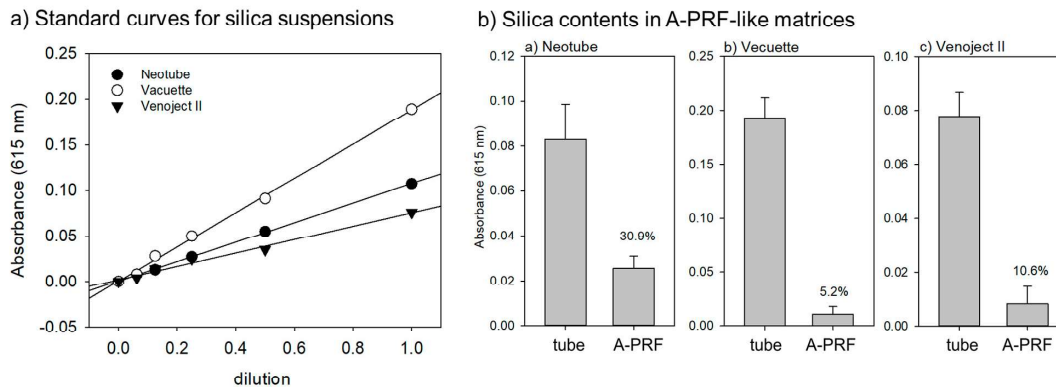 a) Standard curves for silica suspensions
0.25
0.20
0.15
0.10
0.05
0.00
-0.05
Absorbance (615 nm)
Neotube
Vacuette
Venoject II
0.0 0.2 0.4 0.6 0.8 1.0
dilution
b) Silica contents in A-PRF-like matrices
a) Neotube
0.12
0.10
0.08
0.06
0.04
0.02
0.00
Absorbance (615 nm)
30.9%
tube A-PRF
b) Vecuette
0.25
0.20
0.15
0.10
0.05
0.00
5.2%
tube A-PRF
c) Venoject II
0.10
0.08
0.06
0.04
0.02
0.00
10.6%
tube A-PRF